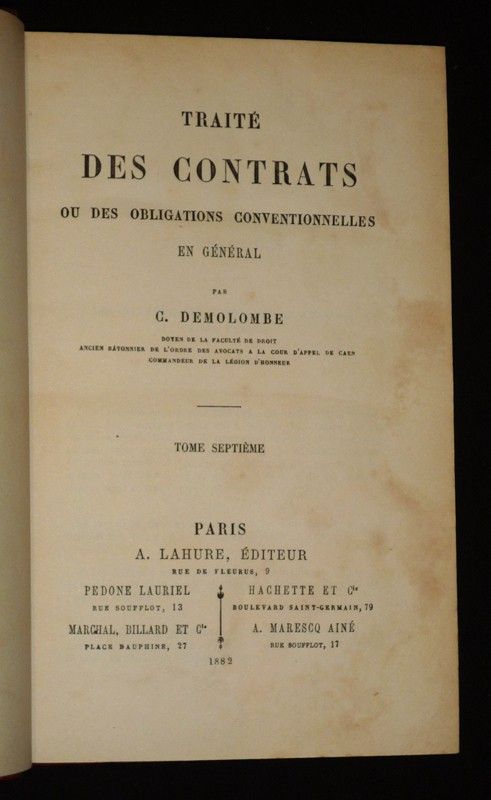 TRAITÉ
DES CONTRATS
OU DES OBLIGATIONS CONVENTIONNELLES
EN GÉNÉRAL
PAR
C. DEMOLOMBE
DOYEN DE LA FACULTÉ DE DROIT
ANCIEN BÂTONNIER DE L'ORDRE DES AVOCATS A LA COUR D'APPEL DE CAEN
COMMANDEUR DE LA LÉGION D'HONNEUR
TOME SEPTIÈME
PARIS
A. LAHURE, ÉDITEUR
RUE DE FLEURUS, 9
PEDONE LAURIEL
RUE SOUFFLOT, 13
MARCHAL, BILLARD ET Cie
PLACE DAUPHINE, 27
HACHETTE ET Cie
BOULEVARD SAINT-GERMAIN, 79
A. MARESCQ AINÉ
RUE SOUFFLOT, 17
1882